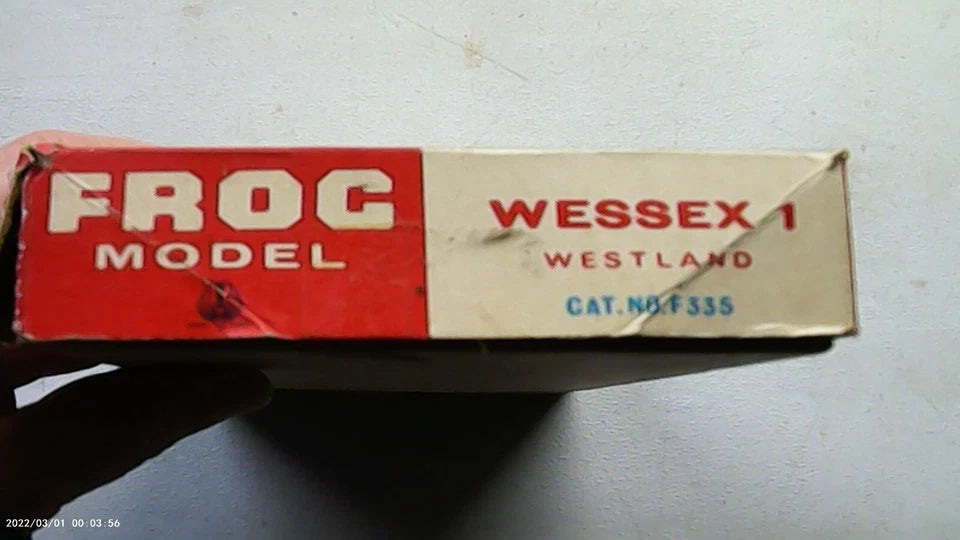 FROG
MODEL
WESSEX 1
WESTLAND
CAT.NO.F335
2022/03/01 00:03:56